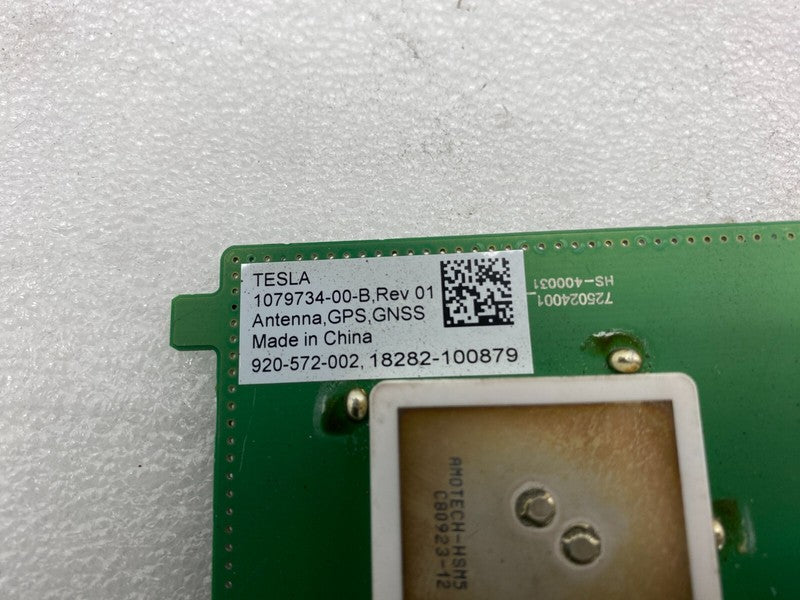 TESLA
1079734-00-B,Rev 01
Antenna,GPS,GNSS
Made in China
920-572-002, 18282-100879
725024001
HS-400031
AMOTECH-HSM5
C80923-12